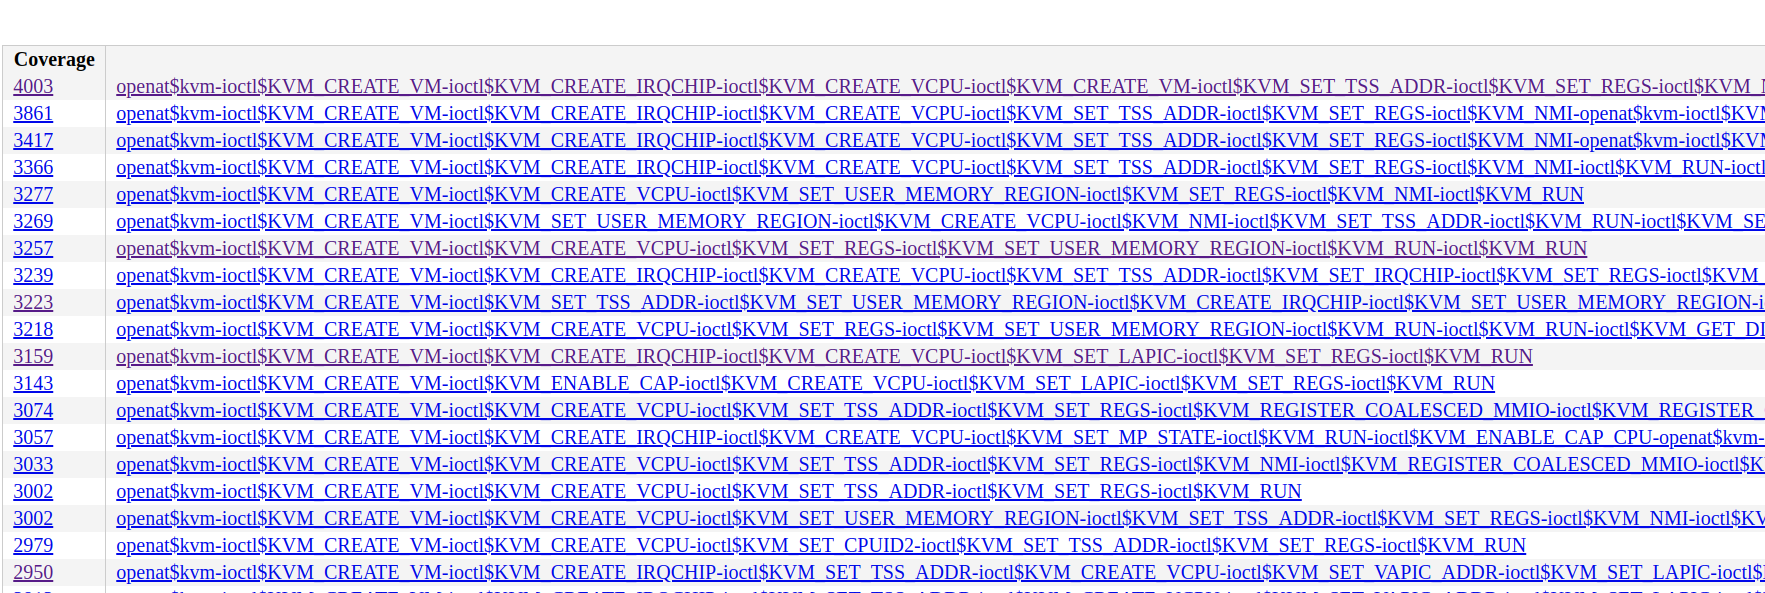 Coverage
4003 openat$kvm-ioctl$KVM_CREATE_VM-ioctl$KVM_CREATE_IRQCHIP-ioctl$KVM_CREATE_VCPU-ioctl$KVM_CREATE_VM-ioctl$KVM_SET_TSS_ADDR-ioctl$KVM_SET_REGS-ioctl$KVM_
3861 openat$kvm-ioctl$KVM_CREATE_VM-ioctl$KVM_CREATE_IRQCHIP-ioctl$KVM_CREATE_VCPU-ioctl$KVM_SET_TSS_ADDR-ioctl$KVM_SET_REGS-ioctl$KVM_NMI-openat$kvm-ioctl$KV
3417 openat$kvm-ioctl$KVM_CREATE_VM-ioctl$KVM_CREATE_IRQCHIP-ioctl$KVM_CREATE_VCPU-ioctl$KVM_SET_TSS_ADDR-ioctl$KVM_SET_REGS-ioctl$KVM_NMI-openat$kvm-ioctl$KV
3366 openat$kvm-ioctl$KVM_CREATE_VM-ioctl$KVM_CREATE_IRQCHIP-ioctl$KVM_CREATE_VCPU-ioctl$KVM_SET_TSS_ADDR-ioctl$KVM_SET_REGS-ioctl$KVM_NMI-ioctl$KVM_RUN-ioctl
3277 openat$kvm-ioctl$KVM_CREATE_VM-ioctl$KVM_CREATE_VCPU-ioctl$KVM_SET_USER_MEMORY_REGION-ioctl$KVM_SET_REGS-ioctl$KVM_NMI-ioctl$KVM_RUN
3269 openat$kvm-ioctl$KVM_CREATE_VM-ioctl$KVM_SET_USER_MEMORY_REGION-ioctl$KVM_CREATE_VCPU-ioctl$KVM_NMI-ioctl$KVM_SET_TSS_ADDR-ioctl$KVM_RUN-ioctl$KVM_SE
3257 openat$kvm-ioctl$KVM_CREATE_VM-ioctl$KVM_CREATE_VCPU-ioctl$KVM_SET_REGS-ioctl$KVM_SET_USER_MEMORY_REGION-ioctl$KVM_RUN-ioctl$KVM_RUN
3239 openat$kvm-ioctl$KVM_CREATE_VM-ioctl$KVM_CREATE_IRQCHIP-ioctl$KVM_CREATE_VCPU-ioctl$KVM_SET_TSS_ADDR-ioctl$KVM_SET_IRQCHIP-ioctl$KVM_SET_REGS-ioctl$KVM_
3223 openat$kvm-ioctl$KVM_CREATE_VM-ioctl$KVM_SET_TSS_ADDR-ioctl$KVM_SET_USER_MEMORY_REGION-ioctl$KVM_CREATE_IRQCHIP-ioctl$KVM_SET_USER_MEMORY_REGION-i
3218 openat$kvm-ioctl$KVM_CREATE_VM-ioctl$KVM_CREATE_VCPU-ioctl$KVM_SET_REGS-ioctl$KVM_SET_USER_MEMORY_REGION-ioctl$KVM_RUN-ioctl$KVM_RUN-ioctl$KVM_GET_DI
3159 openat$kvm-ioctl$KVM_CREATE_VM-ioctl$KVM_CREATE_IRQCHIP-ioctl$KVM_CREATE_VCPU-ioctl$KVM_SET_LAPIC-ioctl$KVM_SET_REGS-ioctl$KVM_RUN
3143 openat$kvm-ioctl$KVM_CREATE_VM-ioctl$KVM_ENABLE_CAP-ioctl$KVM_CREATE_VCPU-ioctl$KVM_SET_LAPIC-ioctl$KVM_SET_REGS-ioctl$KVM_RUN
3074 openat$kvm-ioctl$KVM_CREATE_VM-ioctl$KVM_CREATE_VCPU-ioctl$KVM_SET_TSS_ADDR-ioctl$KVM_SET_REGS-ioctl$KVM_REGISTER_COALESCED_MMIO-ioctl$KVM_REGISTER_
3057 openat$kvm-ioctl$KVM_CREATE_VM-ioctl$KVM_CREATE_IRQCHIP-ioctl$KVM_CREATE_VCPU-ioctl$KVM_SET_MP_STATE-ioctl$KVM_RUN-ioctl$KVM_ENABLE_CAP_CPU-openat$kvm-
3033 openat$kvm-ioctl$KVM_CREATE_VM-ioctl$KVM_CREATE_VCPU-ioctl$KVM_SET_TSS_ADDR-ioctl$KVM_SET_REGS-ioctl$KVM_NMI-ioctl$KVM_REGISTER_COALESCED_MMIO-ioctl$K
3002 openat$kvm-ioctl$KVM_CREATE_VM-ioctl$KVM_CREATE_VCPU-ioctl$KVM_SET_TSS_ADDR-ioctl$KVM_SET_REGS-ioctl$KVM_RUN
3002 openat$kvm-ioctl$KVM_CREATE_VM-ioctl$KVM_CREATE_VCPU-ioctl$KVM_SET_USER_MEMORY_REGION-ioctl$KVM_SET_TSS_ADDR-ioctl$KVM_SET_REGS-ioctl$KVM_NMI-ioctl$KV
2979 openat$kvm-ioctl$KVM_CREATE_VM-ioctl$KVM_CREATE_VCPU-ioctl$KVM_SET_CPUID2-ioctl$KVM_SET_TSS_ADDR-ioctl$KVM_SET_REGS-ioctl$KVM_RUN
2950 openat$kvm-ioctl$KVM_CREATE_VM-ioctl$KVM_CREATE_IRQCHIP-ioctl$KVM_SET_TSS_ADDR-ioctl$KVM_CREATE_VCPU-ioctl$KVM_SET_VAPIC_ADDR-ioctl$KVM_SET_LAPIC-ioctl$